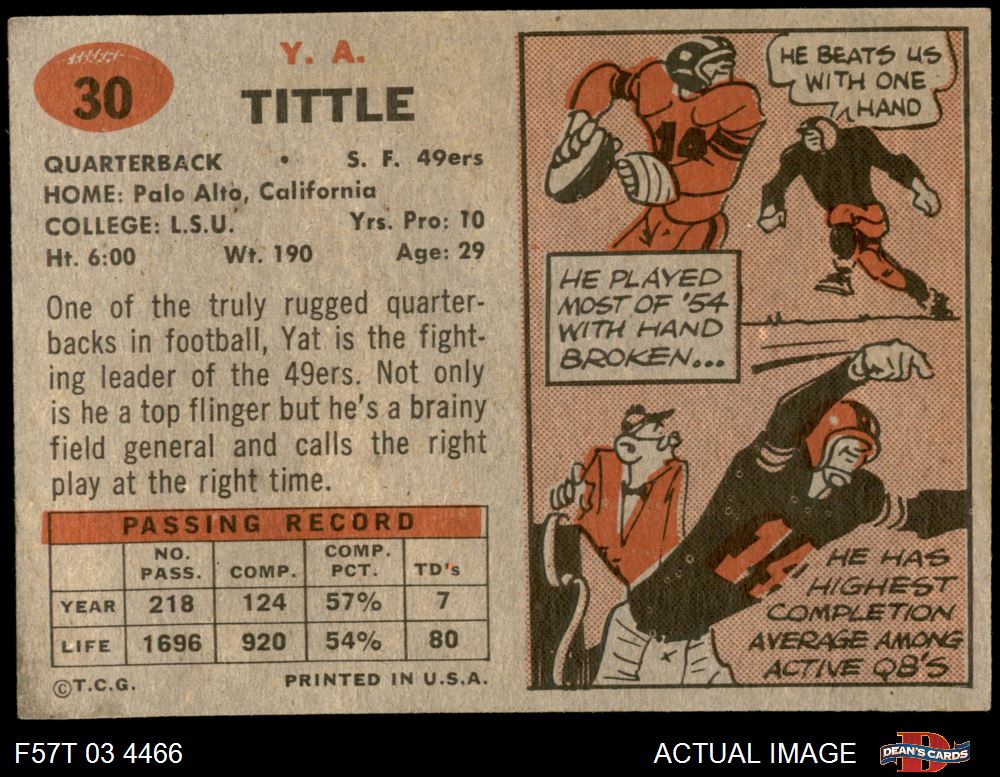 30
Y. A.
TITTLE
QUARTERBACK • S. F. 49ers
HOME: Palo Alto, California
COLLEGE: L.S.U. Yrs. Pro: 10
Ht. 6:00 Wt. 190 Age: 29
One of the truly rugged quarter-
backs in football, Yat is the fight-
ing leader of the 49ers. Not only
is he a top flinger but he's a brainy
field general and calls the right
play at the right time.
PASSING RECORD
NO. PASS. COMP. COMP. PCT. TD's
YEAR 218 124 57% 7
LIFE 1696 920 54% 80
©T.C.G. PRINTED IN U.S.A.
14
HE BEATS US
WITH ONE
HAND
HE PLAYED
MOST OF '54
WITH HAND
BROKEN...
14
HE HAS
HIGHEST
COMPLETION
AVERAGE AMONG
ACTIVE QB'S
F57T 03 4466
ACTUAL IMAGE
D
DEAN'S CARDS